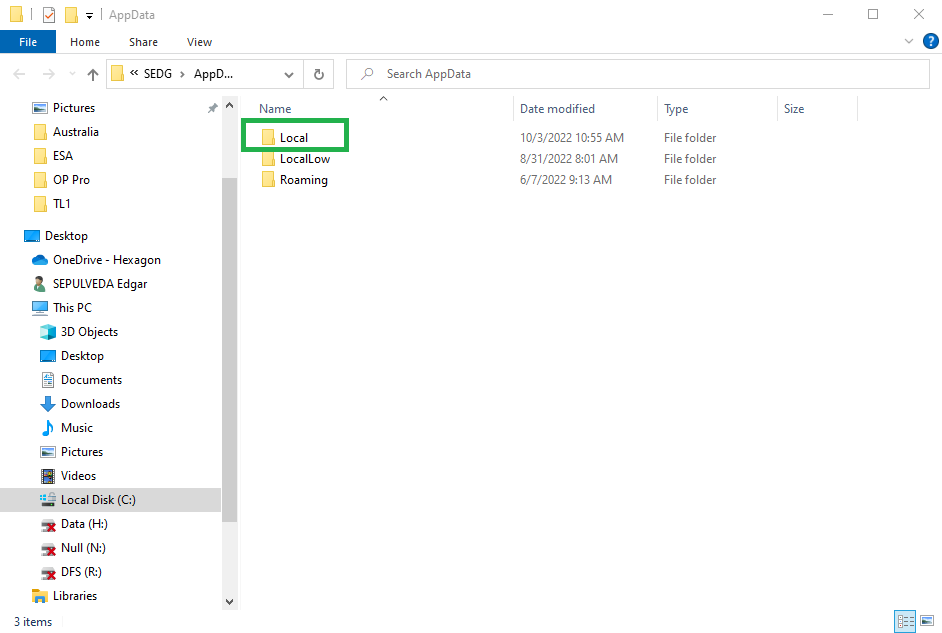 AppData
File Home Share View
« SEDG › AppD...
Search AppData
Name Date modified Type Size
Local 10/3/2022 10:55 AM File folder
LocalLow 8/31/2022 8:01 AM File folder
Roaming 6/7/2022 9:13 AM File folder
Pictures
Australia
ESA
OP Pro
TL1
Desktop
OneDrive - Hexagon
SEPULVEDA Edgar
This PC
3D Objects
Desktop
Documents
Downloads
Music
Pictures
Videos
Local Disk (C:)
Data (H:)
Null (N:)
DFS (R:)
Libraries
3 items